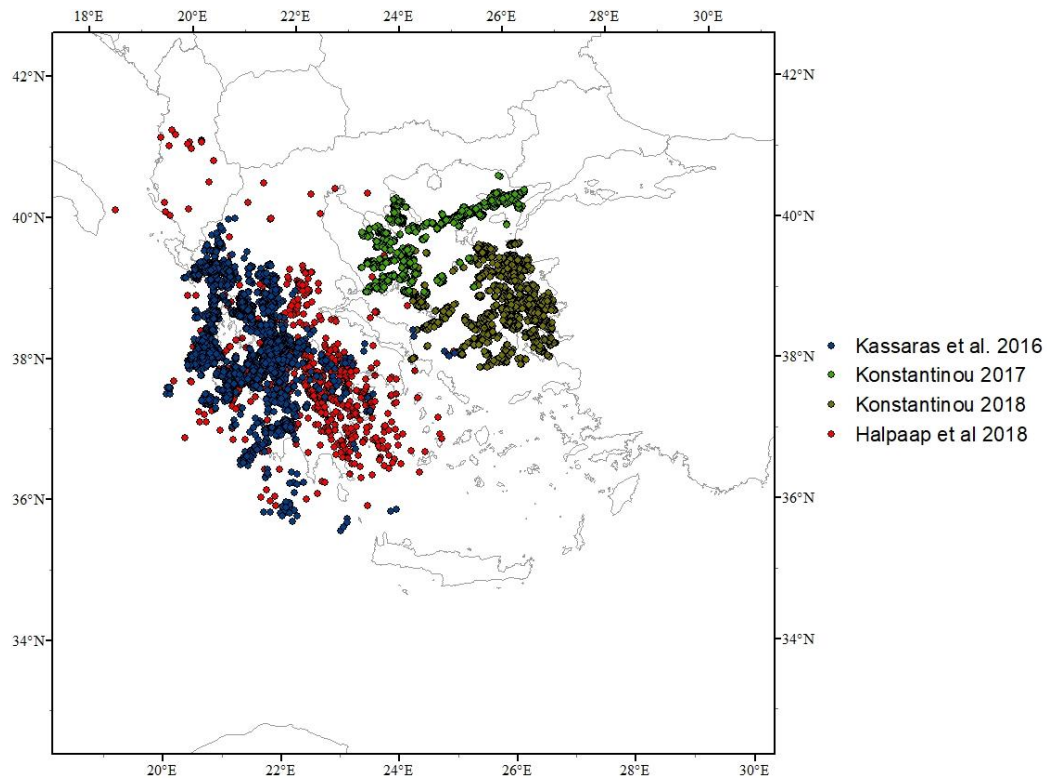 18°E 20°E 22°E 24°E 26°E 28°E 30°E
42°N 42°N
40°N 40°N
38°N 38°N
36°N 36°N
34°N 34°N
20°E 22°E 24°E 26°E 28°E 30°E
Kassaras et al. 2016
Konstantinou 2017
Konstantinou 2018
Halpaap et al 2018